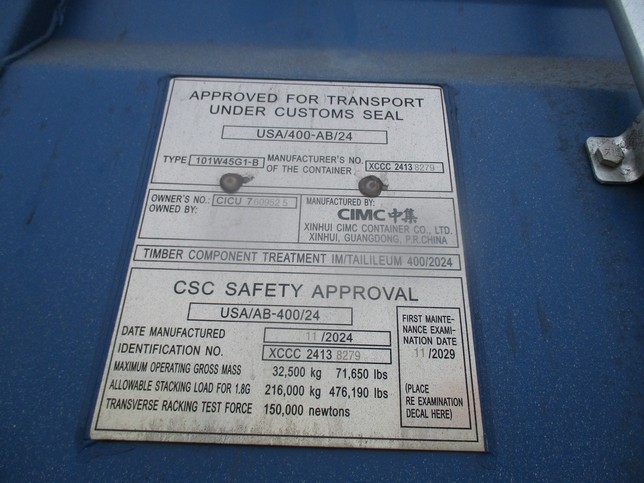 APPROVED FOR TRANSPORT
UNDER CUSTOMS SEAL
USA/400-AB/24
TYPE 101W45G1-B MANUFACTURER'S NO. OF THE CONTAINER XCCC 2413 8279
OWNER'S NO.: CICU 760952 5
OWNED BY:
MANUFACTURED BY:
CIMC 中集
XINHUI CIMC CONTAINER CO., LTD.
XINHUI, GUANGDONG, P.R.CHINA
TIMBER COMPONENT TREATMENT IM/TAILILEUM 400/2024
CSC SAFETY APPROVAL
USA/AB-400/24
DATE MANUFACTURED 11 /2024
IDENTIFICATION NO. XCCC 2413 8279
MAXIMUM OPERATING GROSS MASS 32,500 kg 71,650 lbs
ALLOWABLE STACKING LOAD FOR 1.8G 216,000 kg 476,190 lbs
TRANSVERSE RACKING TEST FORCE 150,000 newtons
FIRST MAINTE-
NANCE EXAMI-
NATION DATE
11 /2029
(PLACE
RE EXAMINATION
DECAL HERE)